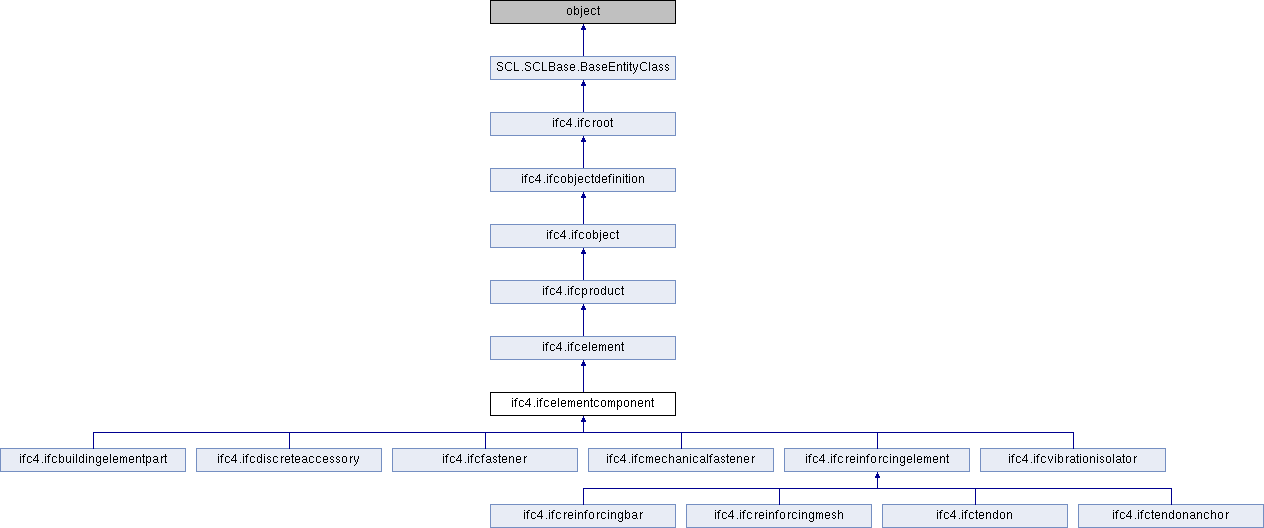 object
SCL.SCLBase.BaseEntityClass
ifc4.ifcroot
ifc4.ifcobjectdefinition
ifc4.ifcobject
ifc4.ifcproduct
ifc4.ifcelement
ifc4.ifcelementcomponent
ifc4.ifcbuildingelementpart
ifc4.ifcdiscreteaccessory
ifc4.ifcfastener
ifc4.ifcmechanicalfastener
ifc4.ifcreinforcingelement
ifc4.ifcvibrationisolator
ifc4.ifcreinforcingbar
ifc4.ifcreinforcingmesh
ifc4.ifctendon
ifc4.ifctendonanchor